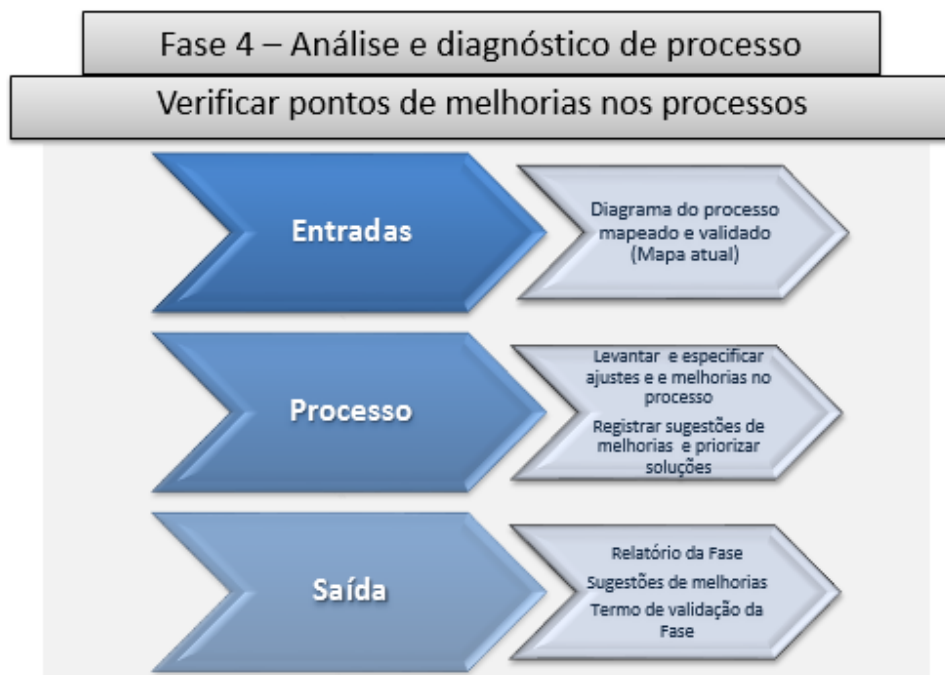 Fase 4 – Análise e diagnóstico de processo
Verificar pontos de melhorias nos processos
Entradas
Diagrama do processo
mapeado e validado
(Mapa atual)
Processo
Levantar e especificar
ajustes e e melhorias no
processo
Registrar sugestões de
melhorias e priorizar
soluções
Saída
Relatório da Fase
Sugestões de melhorias
Termo de validação da
Fase